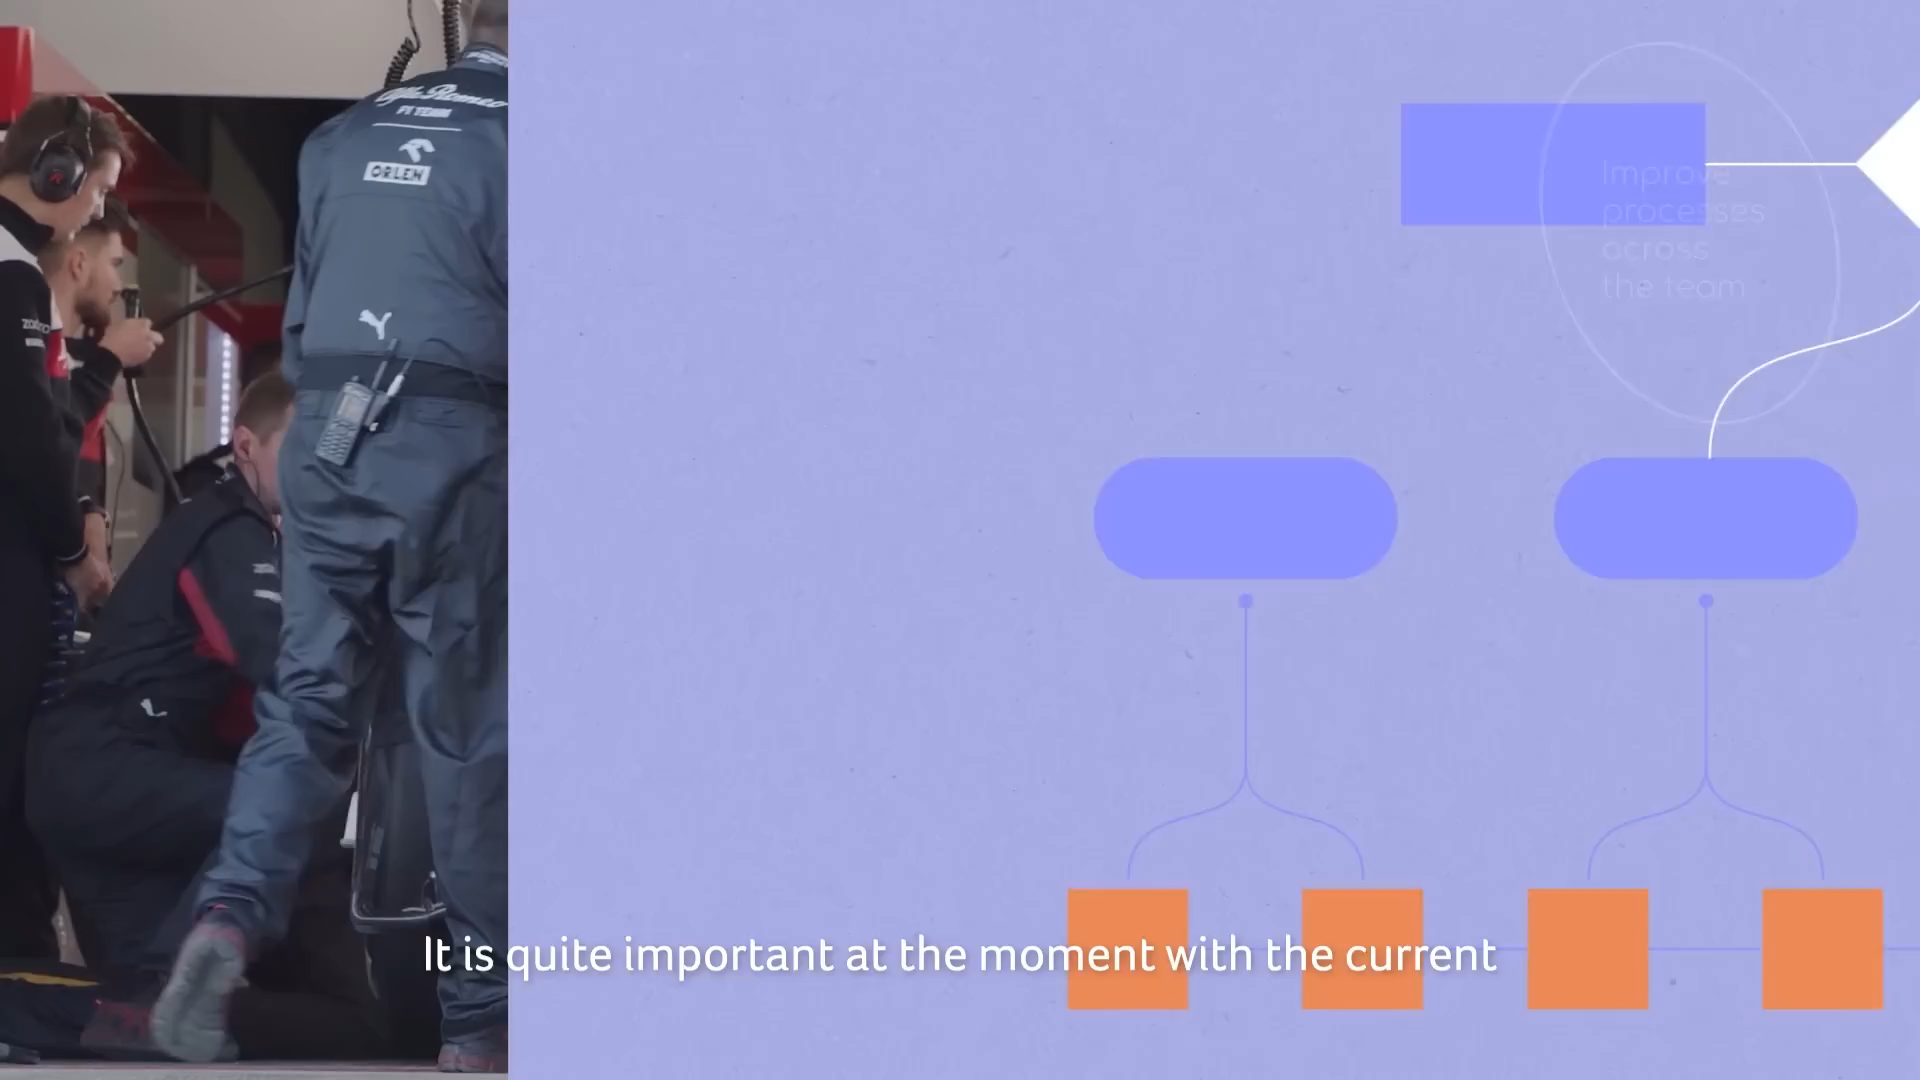 Alfa Romeo
F1 TEAM
ORLEN
Improve
processes
across
the team
It is quite important at the moment with the current